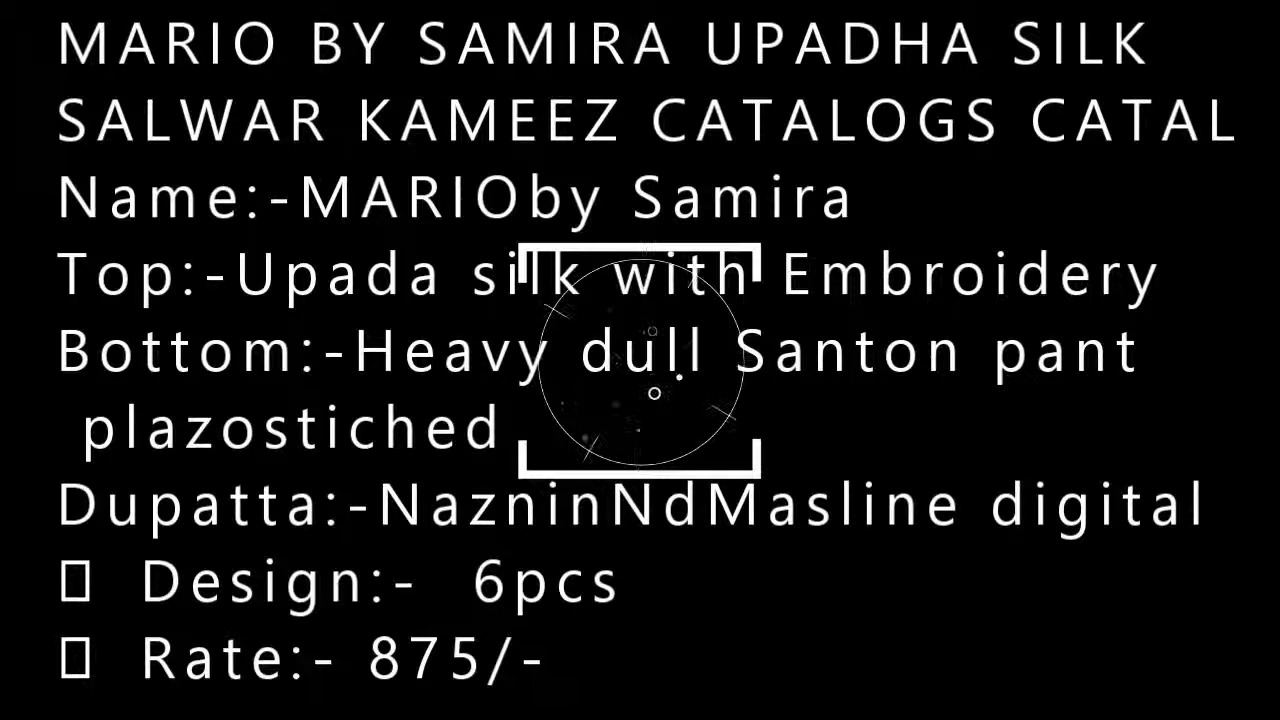 MARIO BY SAMIRA UPADHA SILK
SALWAR KAMEEZ CATALOGS CATAL
Name:-MARIOby Samira
Top:-Upada silk with Embroidery
Bottom:-Heavy dull Santon pant
plazostiched
Dupatta:-NazninNdMasline digital
Design:- 6pcs
Rate:- 875/-